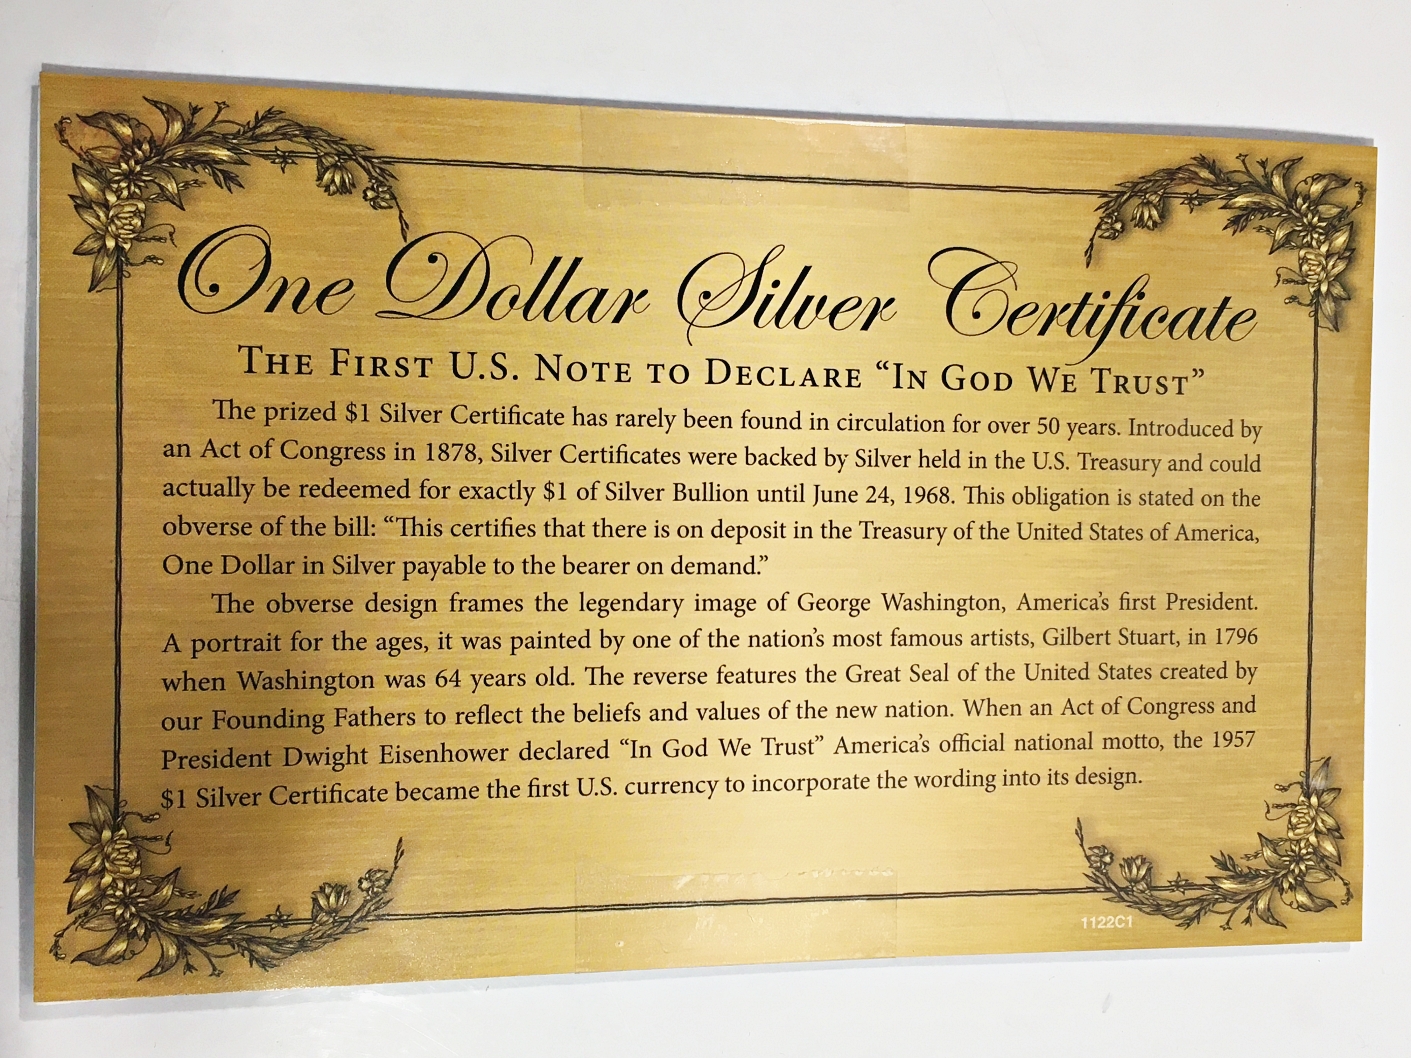 One Dollar Silver Certificate
The First U.S. Note to Declare “In God We Trust”
The prized $1 Silver Certificate has rarely been found in circulation for over 50 years. Introduced by
an Act of Congress in 1878, Silver Certificates were backed by Silver held in the U.S. Treasury and could
actually be redeemed for exactly $1 of Silver Bullion until June 24, 1968. This obligation is stated on the
obverse of the bill: “This certifies that there is on deposit in the Treasury of the United States of America,
One Dollar in Silver payable to the bearer on demand.”
The obverse design frames the legendary image of George Washington, America’s first President.
A portrait for the ages, it was painted by one of the nation’s most famous artists, Gilbert Stuart, in 1796
when Washington was 64 years old. The reverse features the Great Seal of the United States created by
our Founding Fathers to reflect the beliefs and values of the new nation. When an Act of Congress and
President Dwight Eisenhower declared “In God We Trust” America’s official national motto, the 1957
$1 Silver Certificate became the first U.S. currency to incorporate the wording into its design.
1122C1